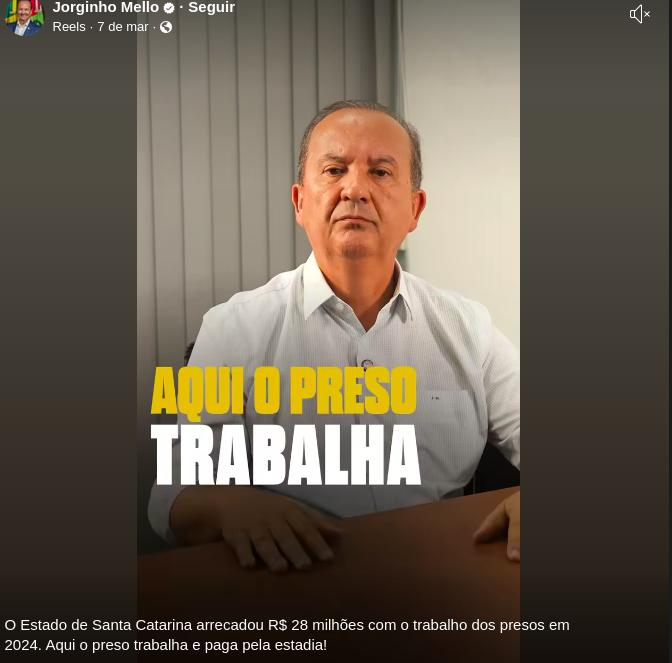 Jorginho Mello · Seguir
Reels · 7 de mar ·
AQUI O PRESO
TRABALHA
O Estado de Santa Catarina arrecadou R$ 28 milhões com o trabalho dos presos em
2024. Aqui o preso trabalha e paga pela estadia!